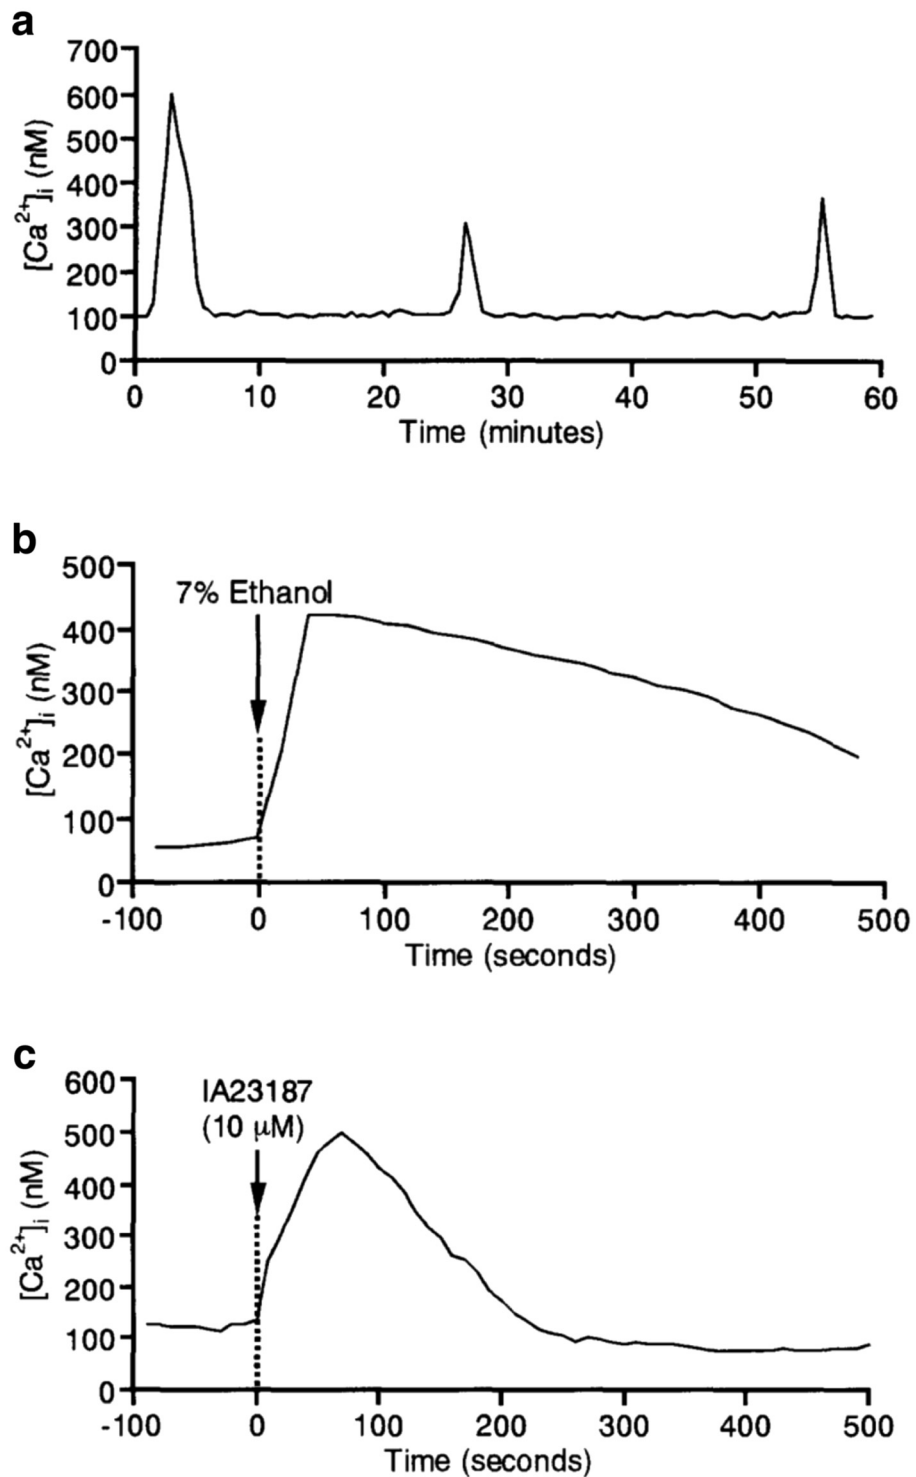 a
700
600
500
400
300
200
100
0
[Ca²⁺]ᵢ (nM)
0 10 20 30 40 50 60
Time (minutes)
b
500
400
300
200
100
0
[Ca²⁺]ᵢ (nM)
7% Ethanol
-100 0 100 200 300 400 500
Time (seconds)
c
600
500
400
300
200
100
0
[Ca²⁺]ᵢ (nM)
IA23187
(10 μM)
-100 0 100 200 300 400 500
Time (seconds)